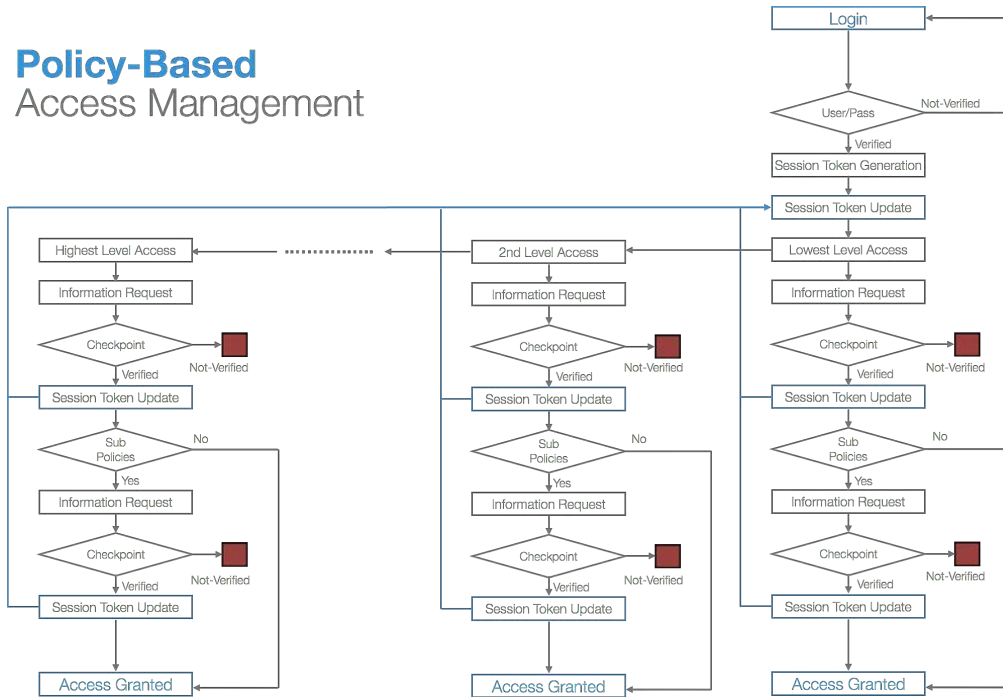 Policy-Based
Access Management
Login
User/Pass
Not-Verified
Verified
Session Token Generation
Session Token Update
Highest Level Access
2nd Level Access
Lowest Level Access
Information Request
Information Request
Information Request
Checkpoint
Checkpoint
Checkpoint
Not-Verified
Not-Verified
Not-Verified
Verified
Verified
Verified
Session Token Update
Session Token Update
Session Token Update
Sub
Policies
No
Sub
Policies
No
Sub
Policies
No
Yes
Yes
Yes
Information Request
Information Request
Information Request
Checkpoint
Checkpoint
Checkpoint
Not-Verified
Not-Verified
Not-Verified
Verified
Verified
Verified
Session Token Update
Session Token Update
Session Token Update
Access Granted
Access Granted
Access Granted